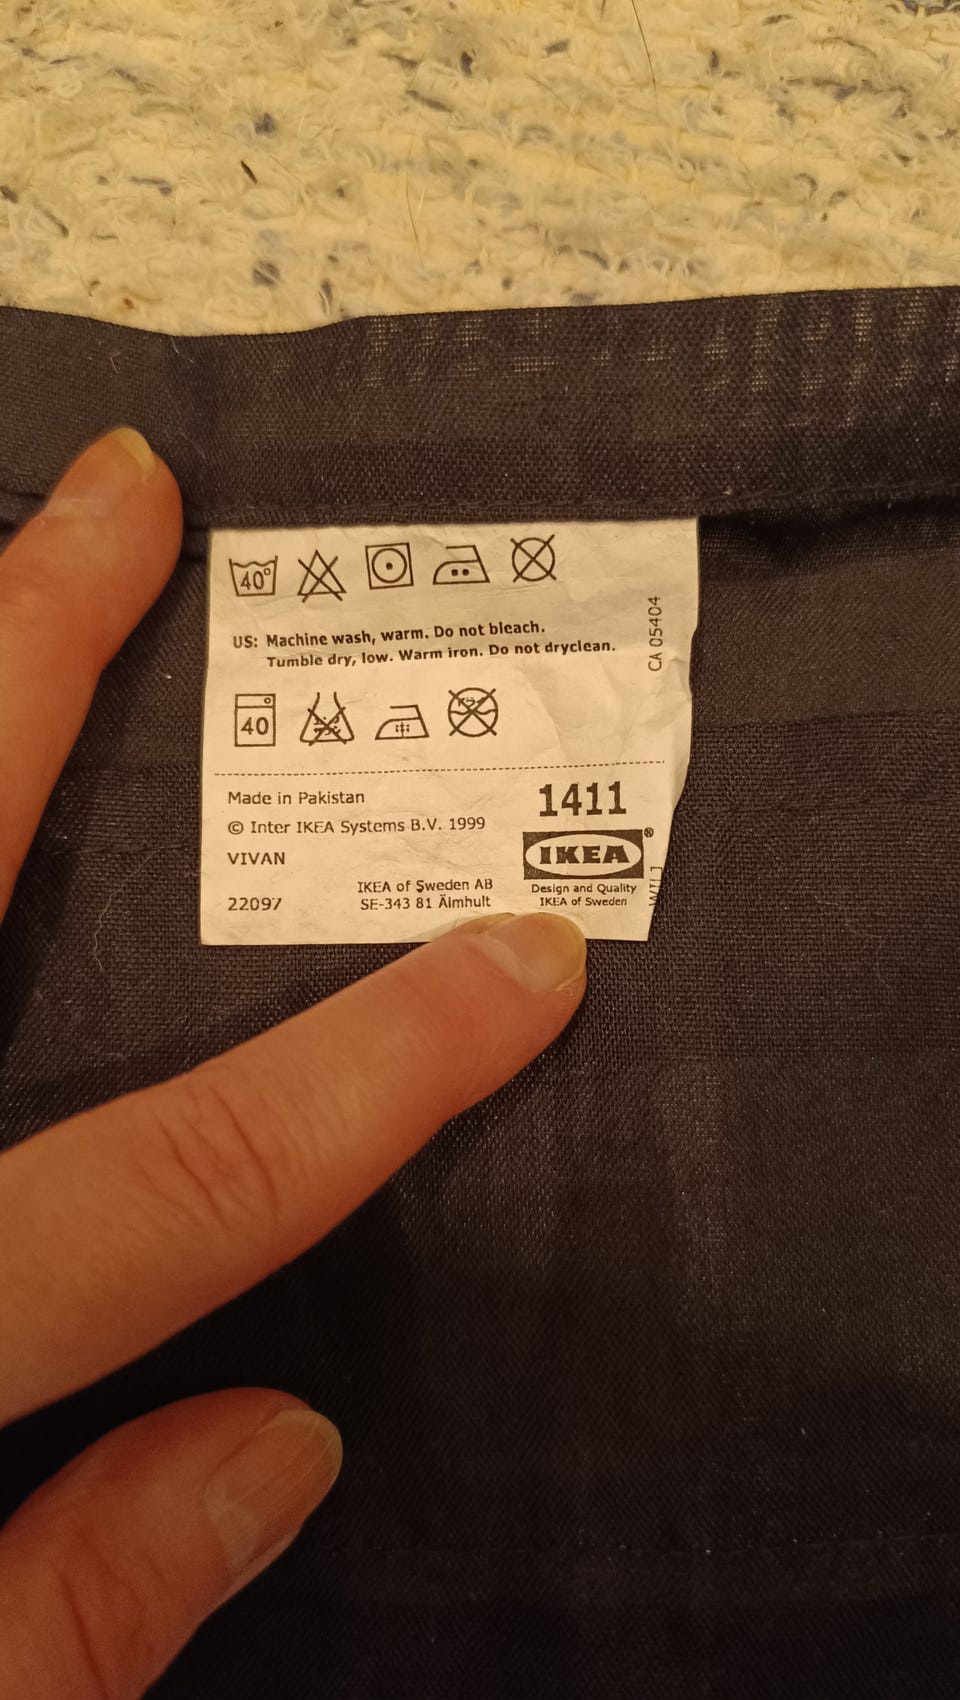 40°
US: Machine wash, warm. Do not bleach.
Tumble dry, low. Warm iron. Do not dryclean.
CA 05404
40
Made in Pakistan
© Inter IKEA Systems B.V. 1999
VIVAN
22097
IKEA of Sweden AB
SE-343 81 Älmhult
1411
IKEA®
Design and Quality
IKEA of Sweden